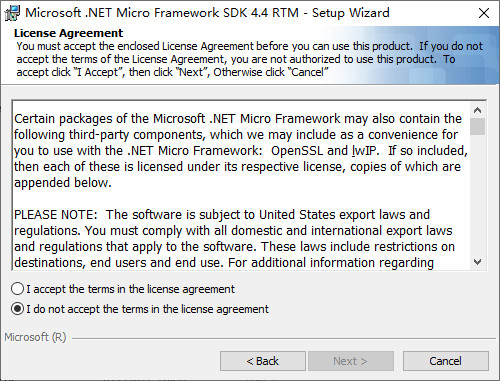 Microsoft .NET Micro Framework SDK 4.4 RTM - Setup Wizard
License Agreement
You must accept the enclosed License Agreement before you can use this product.  If you do not
accept the terms of the License Agreement, you are not authorized to use this product.  To
accept click “I Accept”, then click “Next”, Otherwise click “Cancel”
Certain packages of the Microsoft .NET Micro Framework may also contain the
following third-party components, which we may include as a convenience for
you to use with the .NET Micro Framework:  OpenSSL and lwIP.  If so included,
then each of these is licensed under its respective license, copies of which are
appended below.
PLEASE NOTE:  The software is subject to United States export laws and
regulations. You must comply with all domestic and international export laws
and regulations that apply to the software. These laws include restrictions on
destinations, end users and end use. For additional information regarding
I accept the terms in the license agreement
I do not accept the terms in the license agreement
Microsoft (R)
< Back
Next >
Cancel